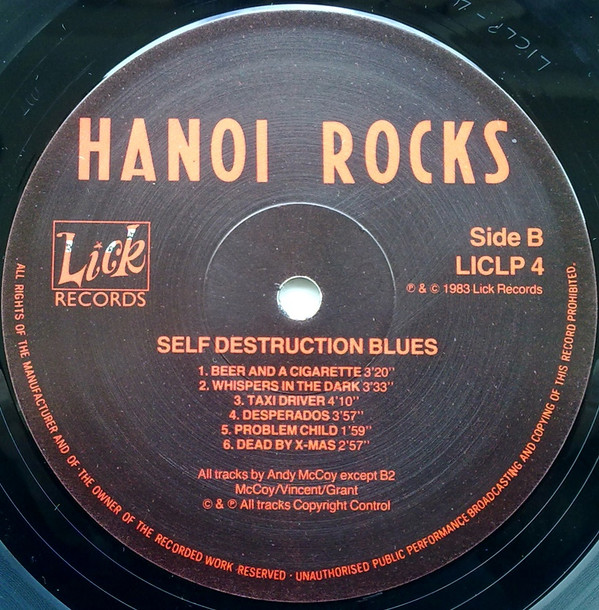 LICLP - 4
HANOI ROCKS
Lick
RECORDS
Side B
LICLP 4
℗ & © 1983 Lick Records
SELF DESTRUCTION BLUES
1. BEER AND A CIGARETTE 3'20''
2. WHISPERS IN THE DARK 3'33''
3. TAXI DRIVER 4'10''
4. DESPERADOS 3'57''
5. PROBLEM CHILD 1'59''
6. DEAD BY X-MAS 2'57''
All tracks by Andy McCoy except B2
McCoy/Vincent/Grant
© & ℗ All tracks Copyright Control
ALL RIGHTS OF THE MANUFACTURER AND OF THE OWNER OF THE RECORDED WORK RESERVED · UNAUTHORISED PUBLIC PERFORMANCE BROADCASTING AND COPYING OF THIS RECORD PROHIBITED.